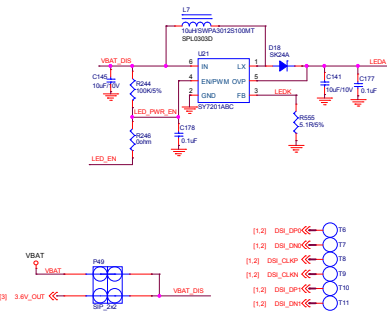 L7
10uH/SWPA3012S100MT
SPL0303D
U21
D18
SK24A
VBAT_DIS
6 IN LX 1
LEDA
C145
10uF/10V
R244
100K/5%
4 EN/PWM OVP 5
C141
10uF/10V
C177
0.1uF
2 GND FB 3
LEDK
SY7201ABC
LED_PWR_EN
R555
5.1R/5%
C178
0.1uF
R246
0ohm
LED_EN
[1,2] DSI_DP0 T6
[1,2] DSI_DN0 T7
[1,2] DSI_CLKP T8
[1,2] DSI_CLKN T9
[1,2] DSI_DP1 T10
[1,2] DSI_DN1 T11
VBAT
P49
VBAT
VBAT_DIS
[3] 3.6V_OUT
SIP_2x2